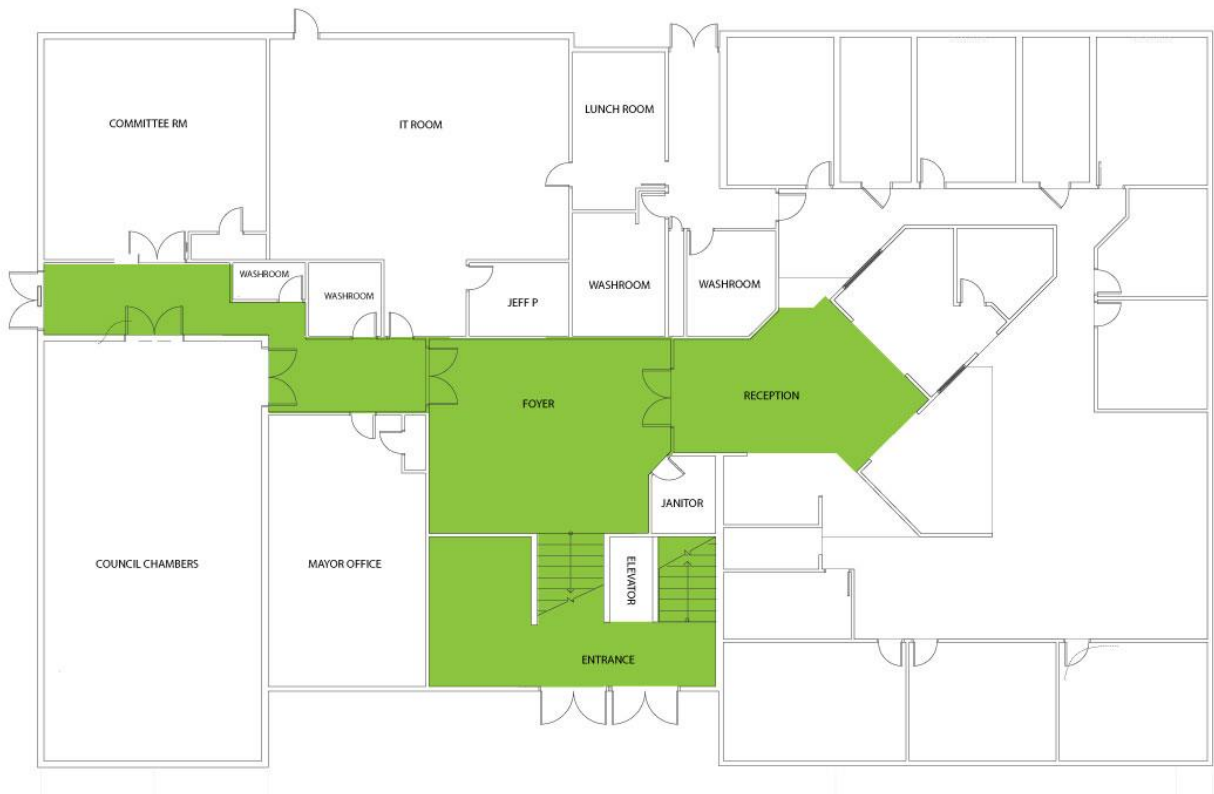 COMMITTEE RM
IT ROOM
LUNCH ROOM
WASHROOM
WASHROOM
JEFF P
WASHROOM
WASHROOM
FOYER
RECEPTION
JANITOR
COUNCIL CHAMBERS
MAYOR OFFICE
ELEVATOR
ENTRANCE